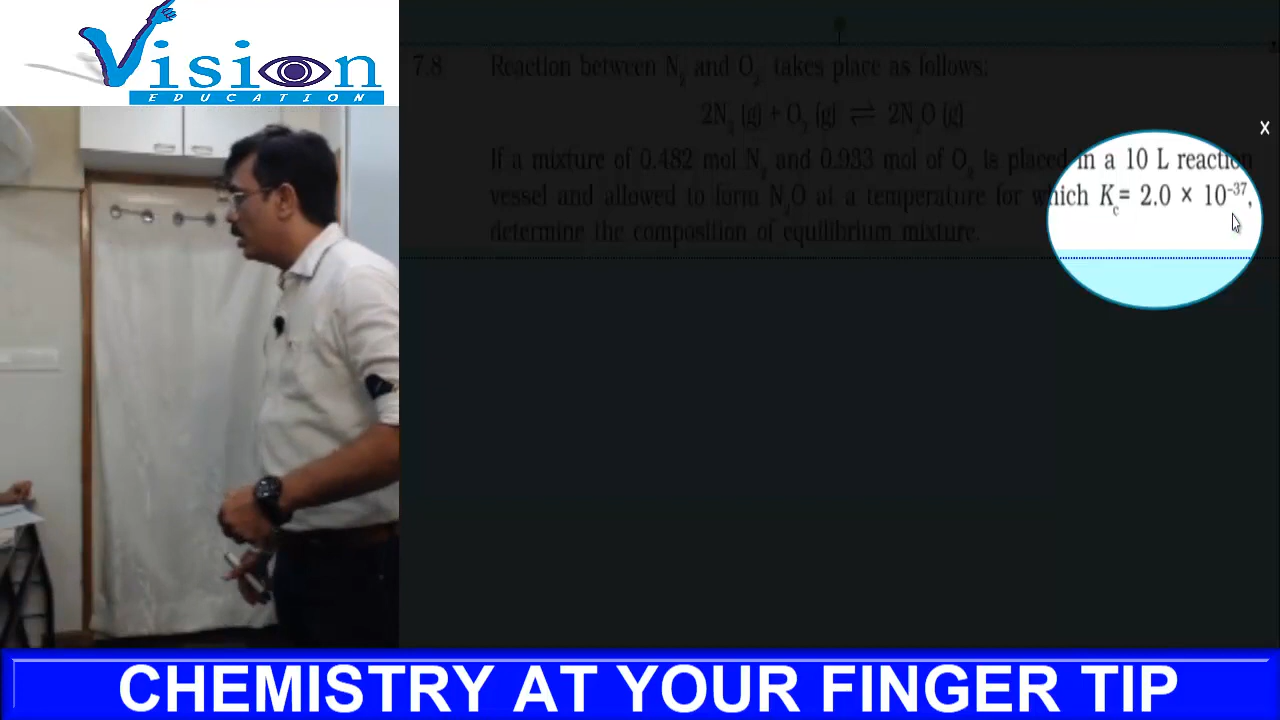 Vision
EDUCATION
7.8 Reaction between N₂ and O₂ takes place as follows:
2N₂ (g) + O₂ (g) ⇌ 2N₂O (g)
If a mixture of 0.482 mol N₂ and 0.933 mol of O₂ is placed in a 10 L reaction
vessel and allowed to form N₂O at a temperature for which Kc = 2.0 × 10⁻³⁷,
determine the composition of equilibrium mixture.
x
CHEMISTRY AT YOUR FINGER TIP